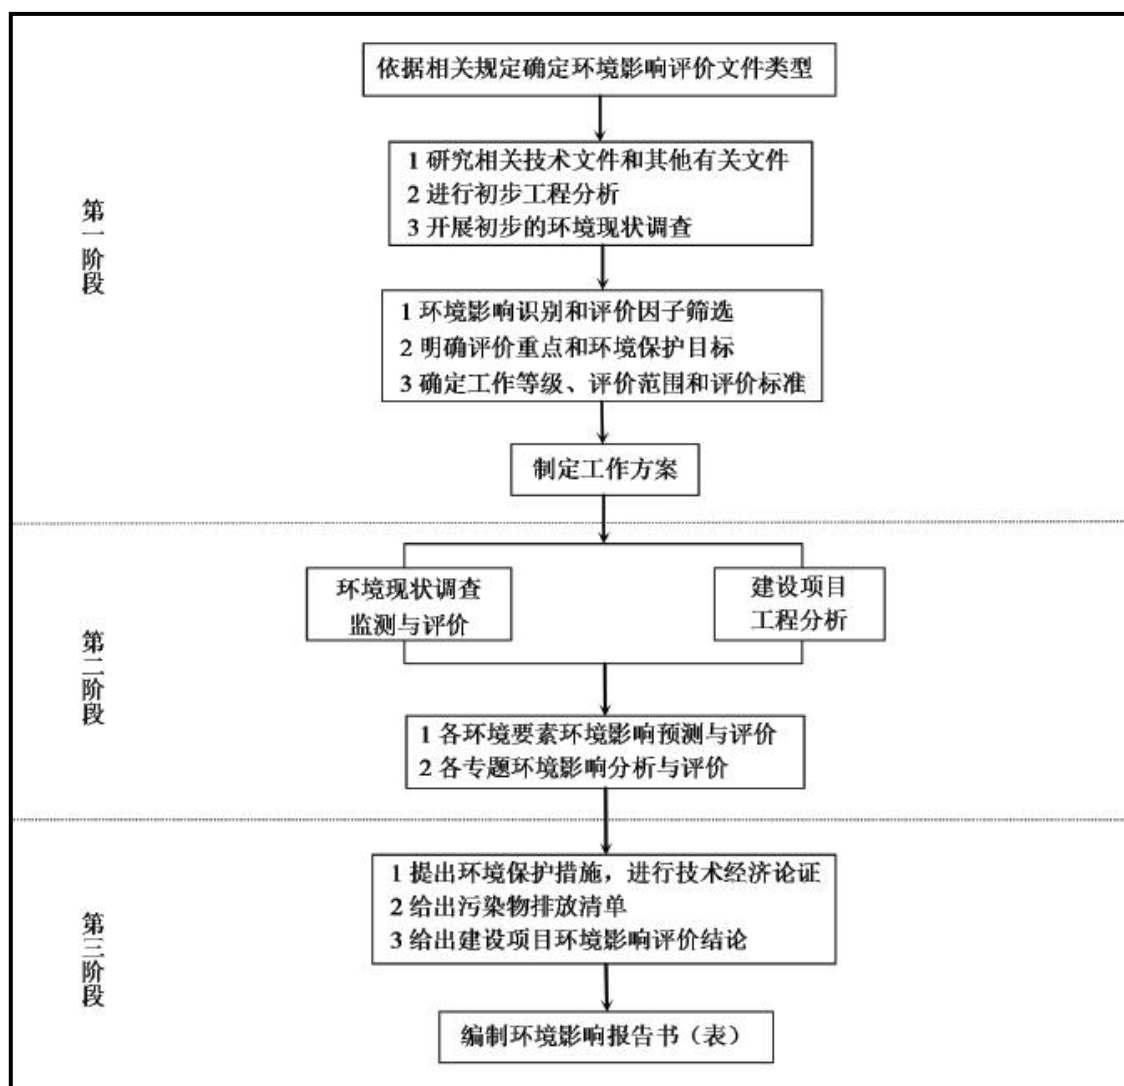 依据相关规定确定环境影响评价文件类型
1 研究相关技术文件和其他有关文件
2 进行初步工程分析
3 开展初步的环境现状调查
第一阶段
1 环境影响识别和评价因子筛选
2 明确评价重点和环境保护目标
3 确定工作等级、评价范围和评价标准
制定工作方案
环境现状调查
监测与评价
建设项目
工程分析
第二阶段
1 各环境要素环境影响预测与评价
2 各专题环境影响分析与评价
1 提出环境保护措施，进行技术经济论证
2 给出污染物排放清单
3 给出建设项目环境影响评价结论
第三阶段
编制环境影响报告书（表）